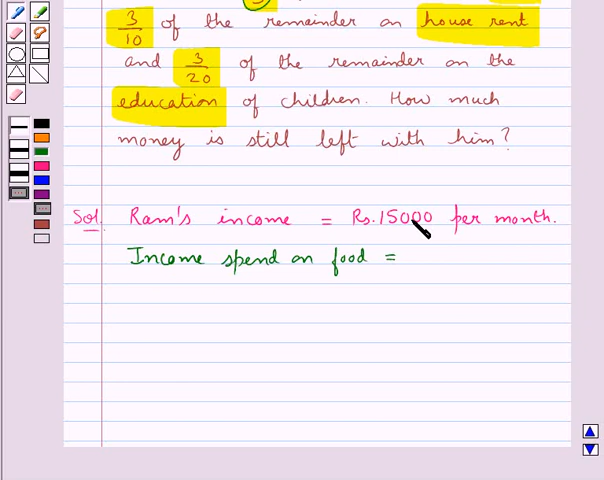 3/10 of the remainder on house rent
and 3/20 of the remainder on the
education of children. How much
money is still left with him?
Sol. Ram's income = Rs.15000 per month.
Income spend on food =